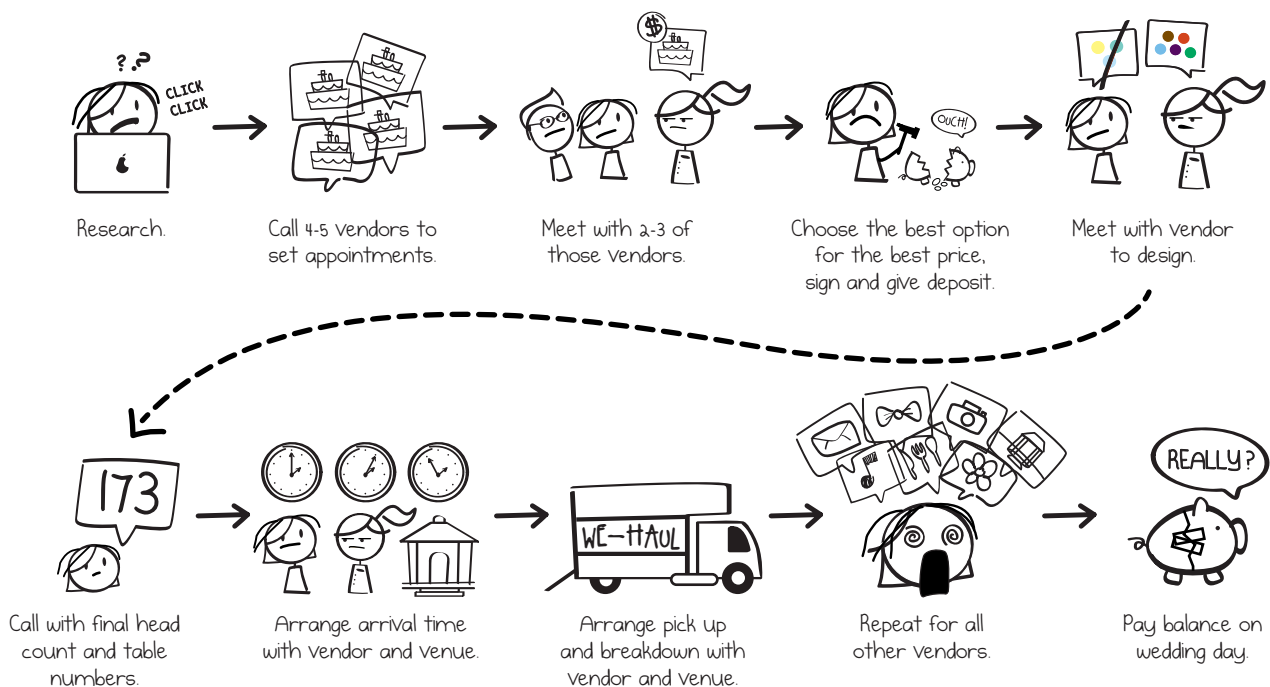 ? ? ?
CLICK
CLICK
$
OUCH!
Research.
Call 4-5 vendors to
set appointments.
Meet with 2-3 of
those vendors.
Choose the best option
for the best price,
sign and give deposit.
Meet with vendor
to design.
173
WE-HAUL
REALLY?
Call with final head
count and table
numbers.
Arrange arrival time
with vendor and venue.
Arrange pick up
and breakdown with
vendor and venue.
Repeat for all
other vendors.
Pay balance on
wedding day.